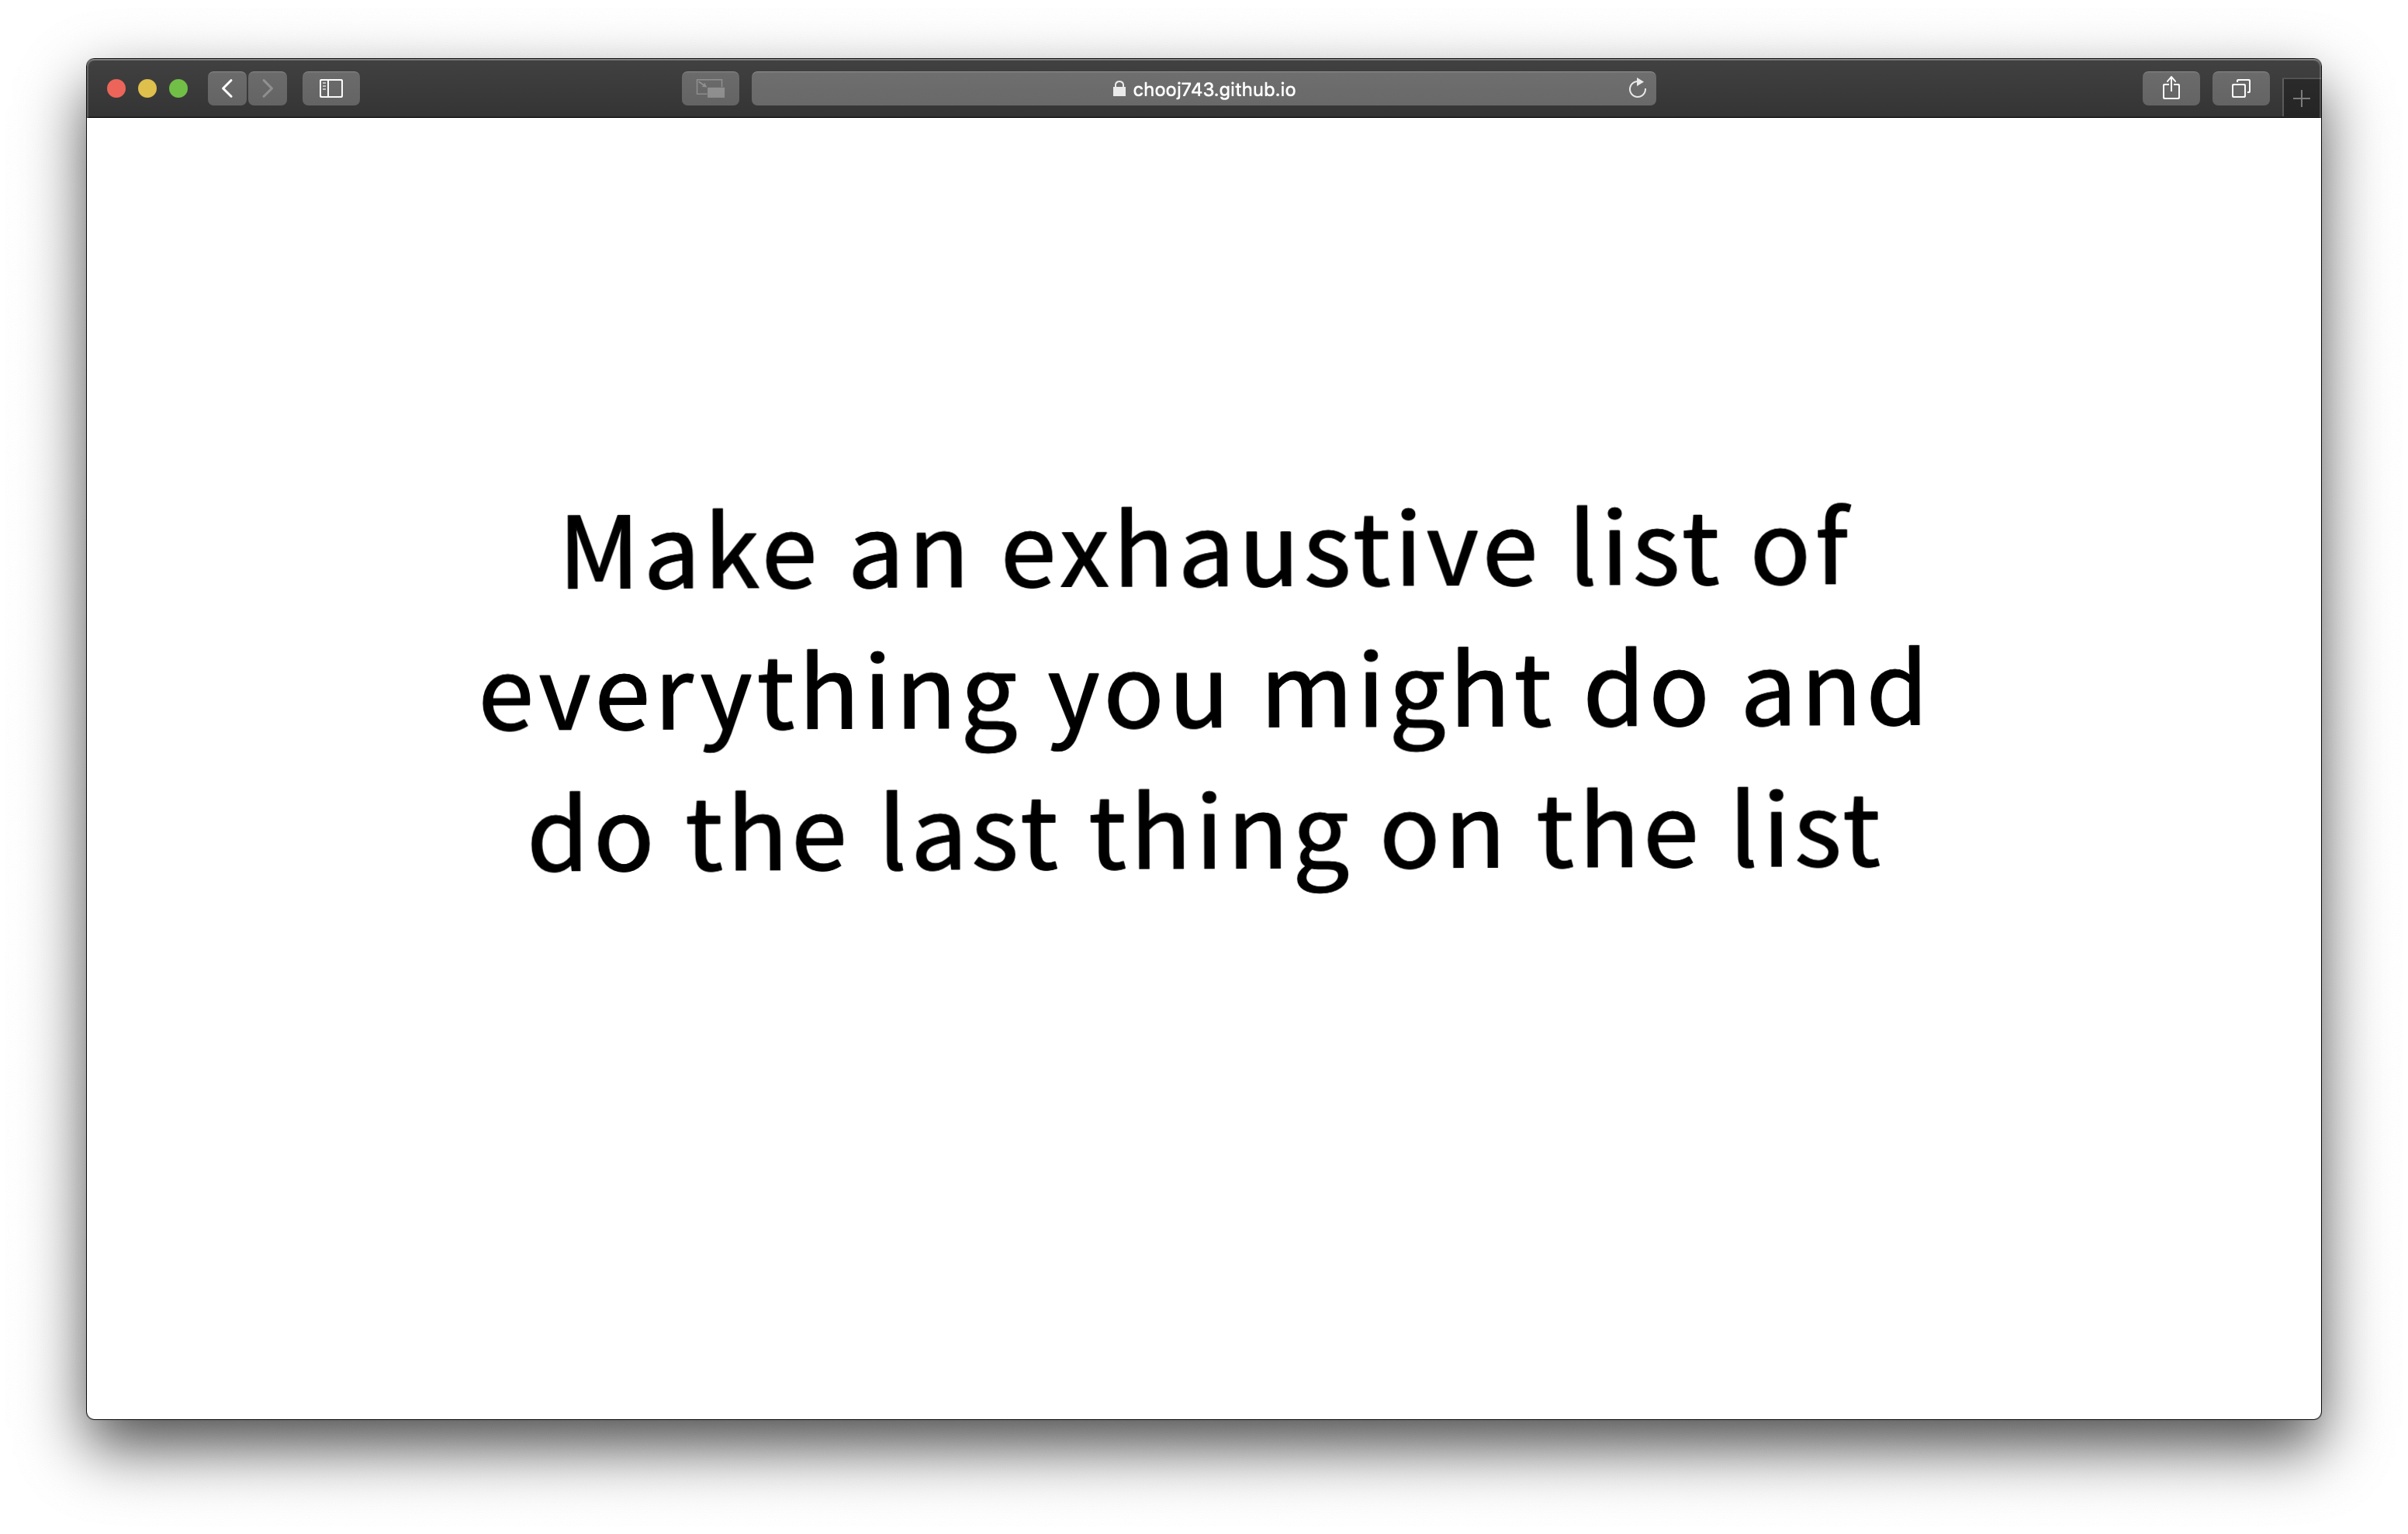 chooj743.github.io
Make an exhaustive list of
everything you might do and
do the last thing on the list